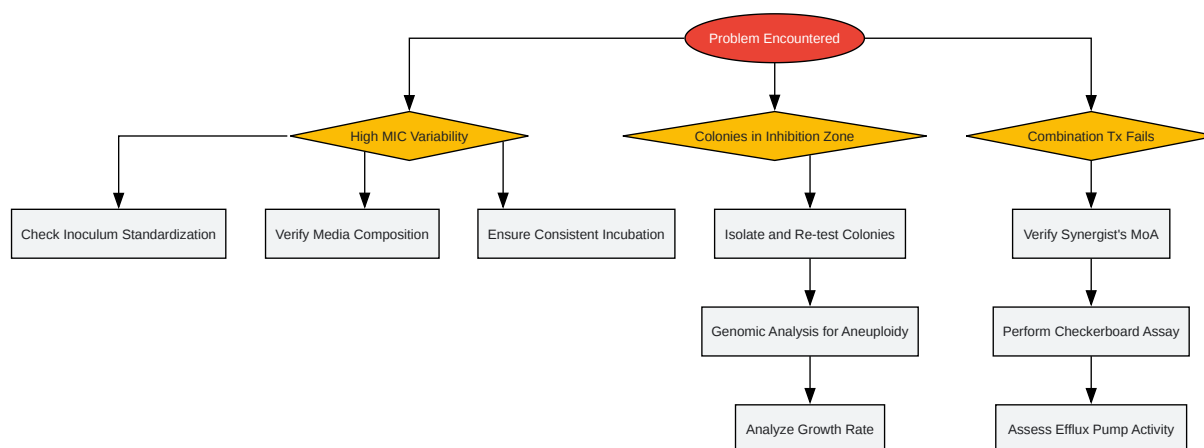 Problem Encountered
High MIC Variability
Colonies in Inhibition Zone
Combination Tx Fails
Check Inoculum Standardization
Verify Media Composition
Ensure Consistent Incubation
Isolate and Re-test Colonies
Verify Synergist's MoA
Genomic Analysis for Aneuploidy
Perform Checkerboard Assay
Analyze Growth Rate
Assess Efflux Pump Activity